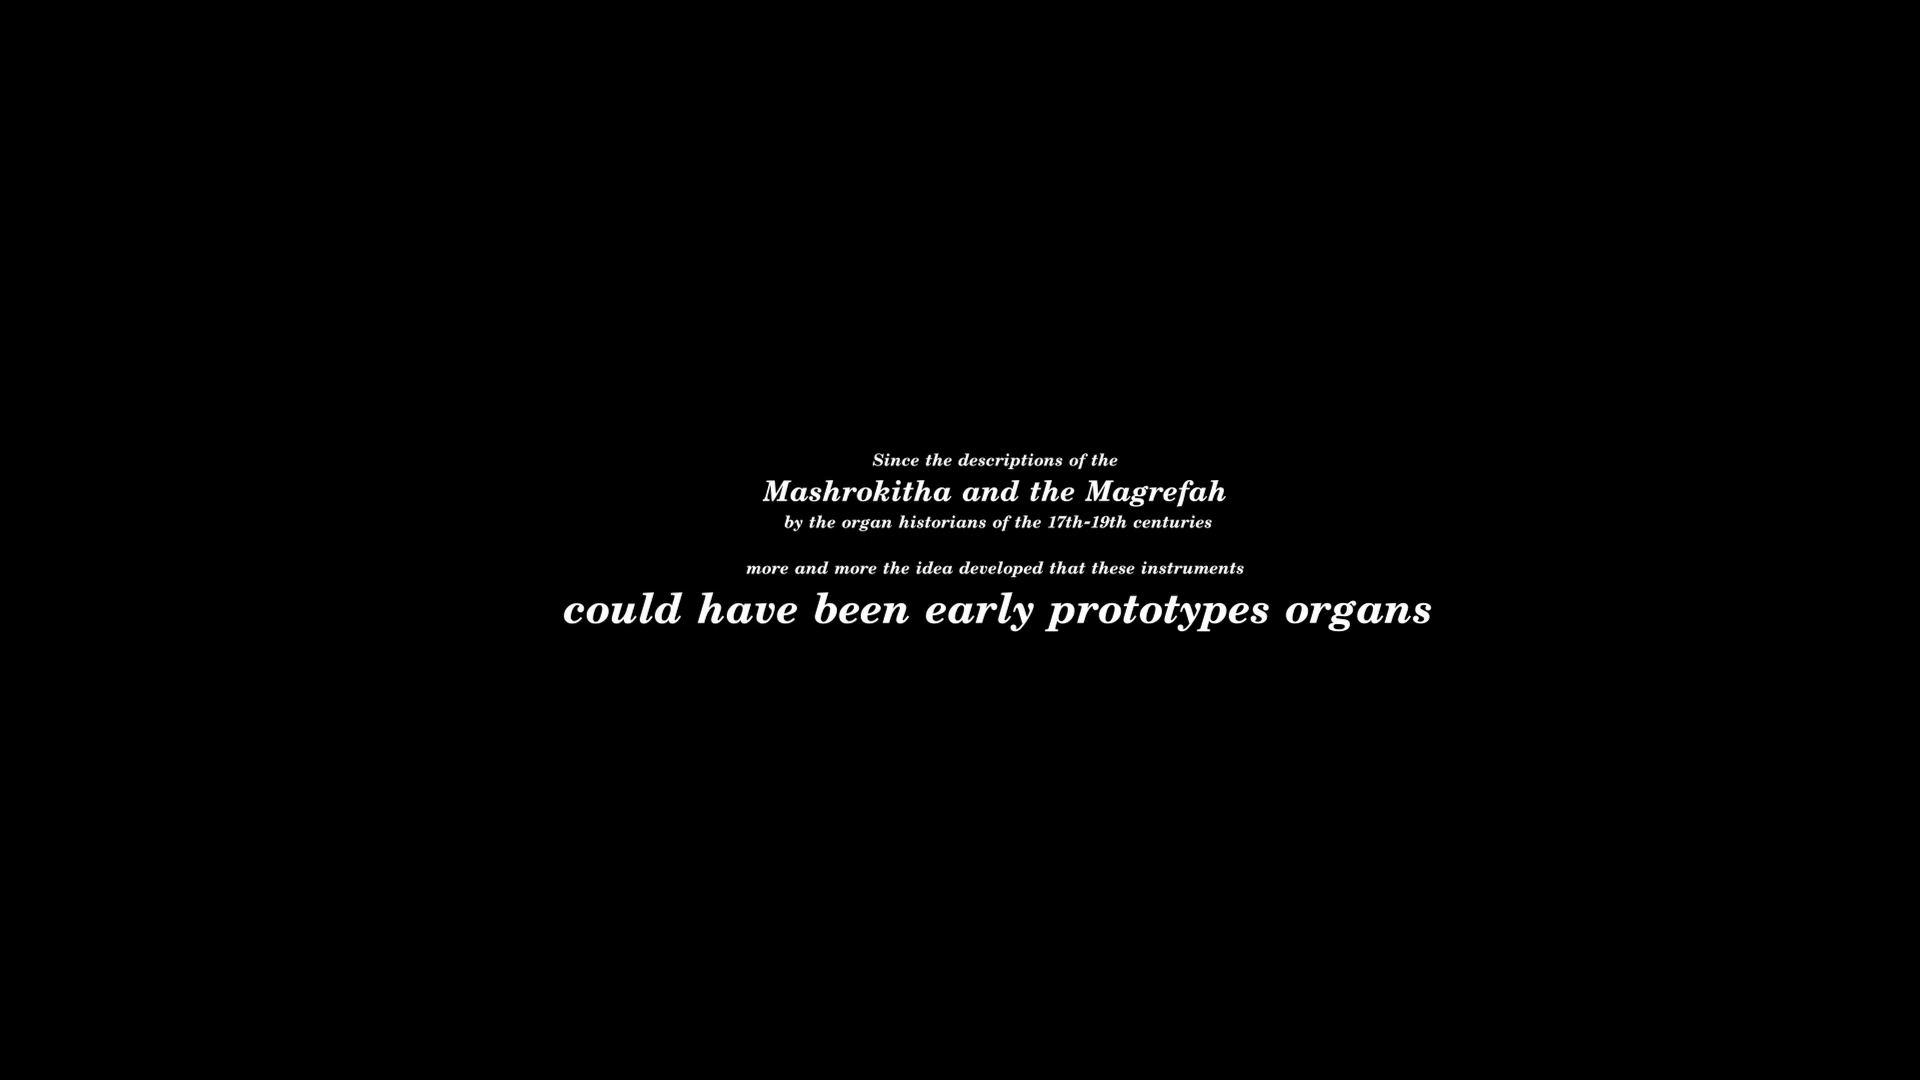 Since the descriptions of the
Mashrokitha and the Magrefah
by the organ historians of the 17th-19th centuries
more and more the idea developed that these instruments
could have been early prototypes organs